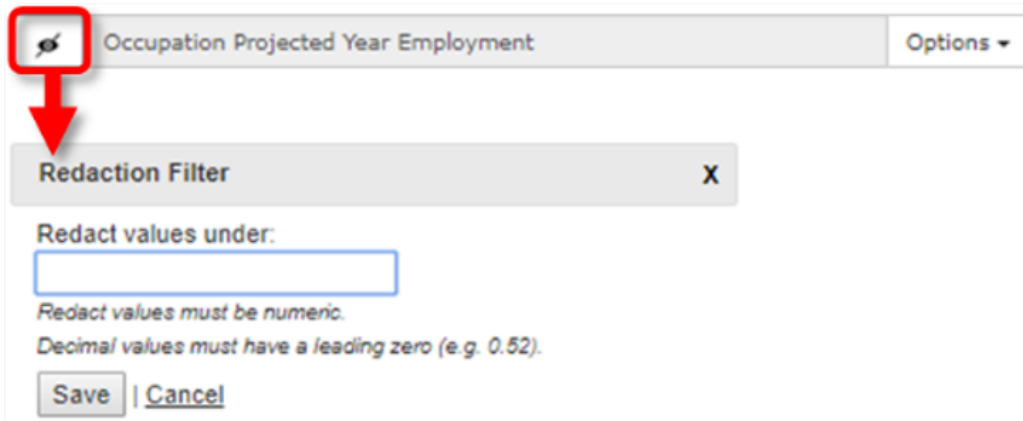 Occupation Projected Year Employment Options
Redaction Filter X
Redact values under:
Redact values must be numeric.
Decimal values must have a leading zero (e.g. 0.52).
Save | Cancel